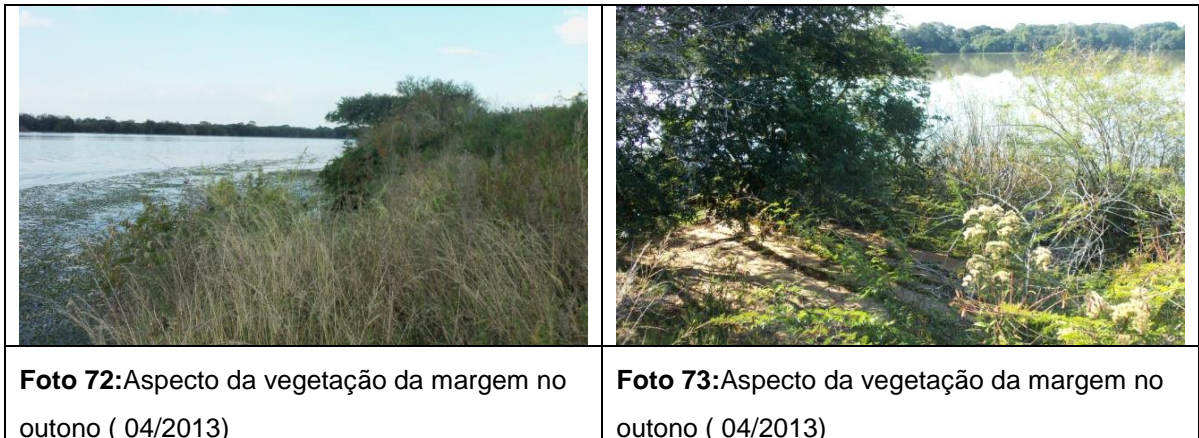 Foto 72:Aspecto da vegetação da margem no
outono ( 04/2013)
Foto 73:Aspecto da vegetação da margem no
outono ( 04/2013)